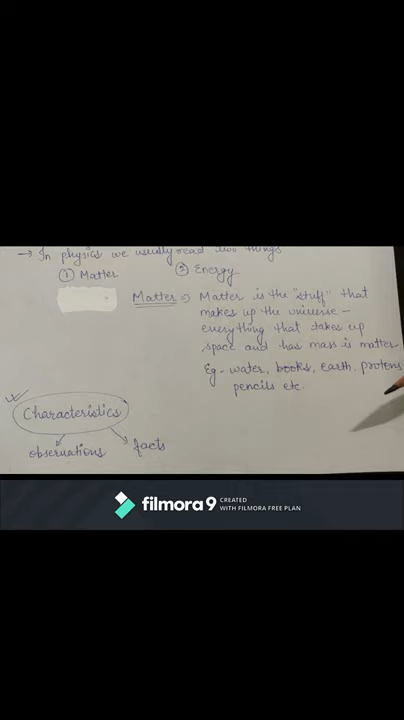 → In physics we usually read two things
① Matter ② Energy
Matter ⇒ Matter is the "stuff" that
makes up the universe –
everything that takes up
space and has mass is matter
Eg – water, books, earth, protons
pencils etc.
Characteristics
observations facts
filmora9 CREATED
WITH FILMORA FREE PLAN